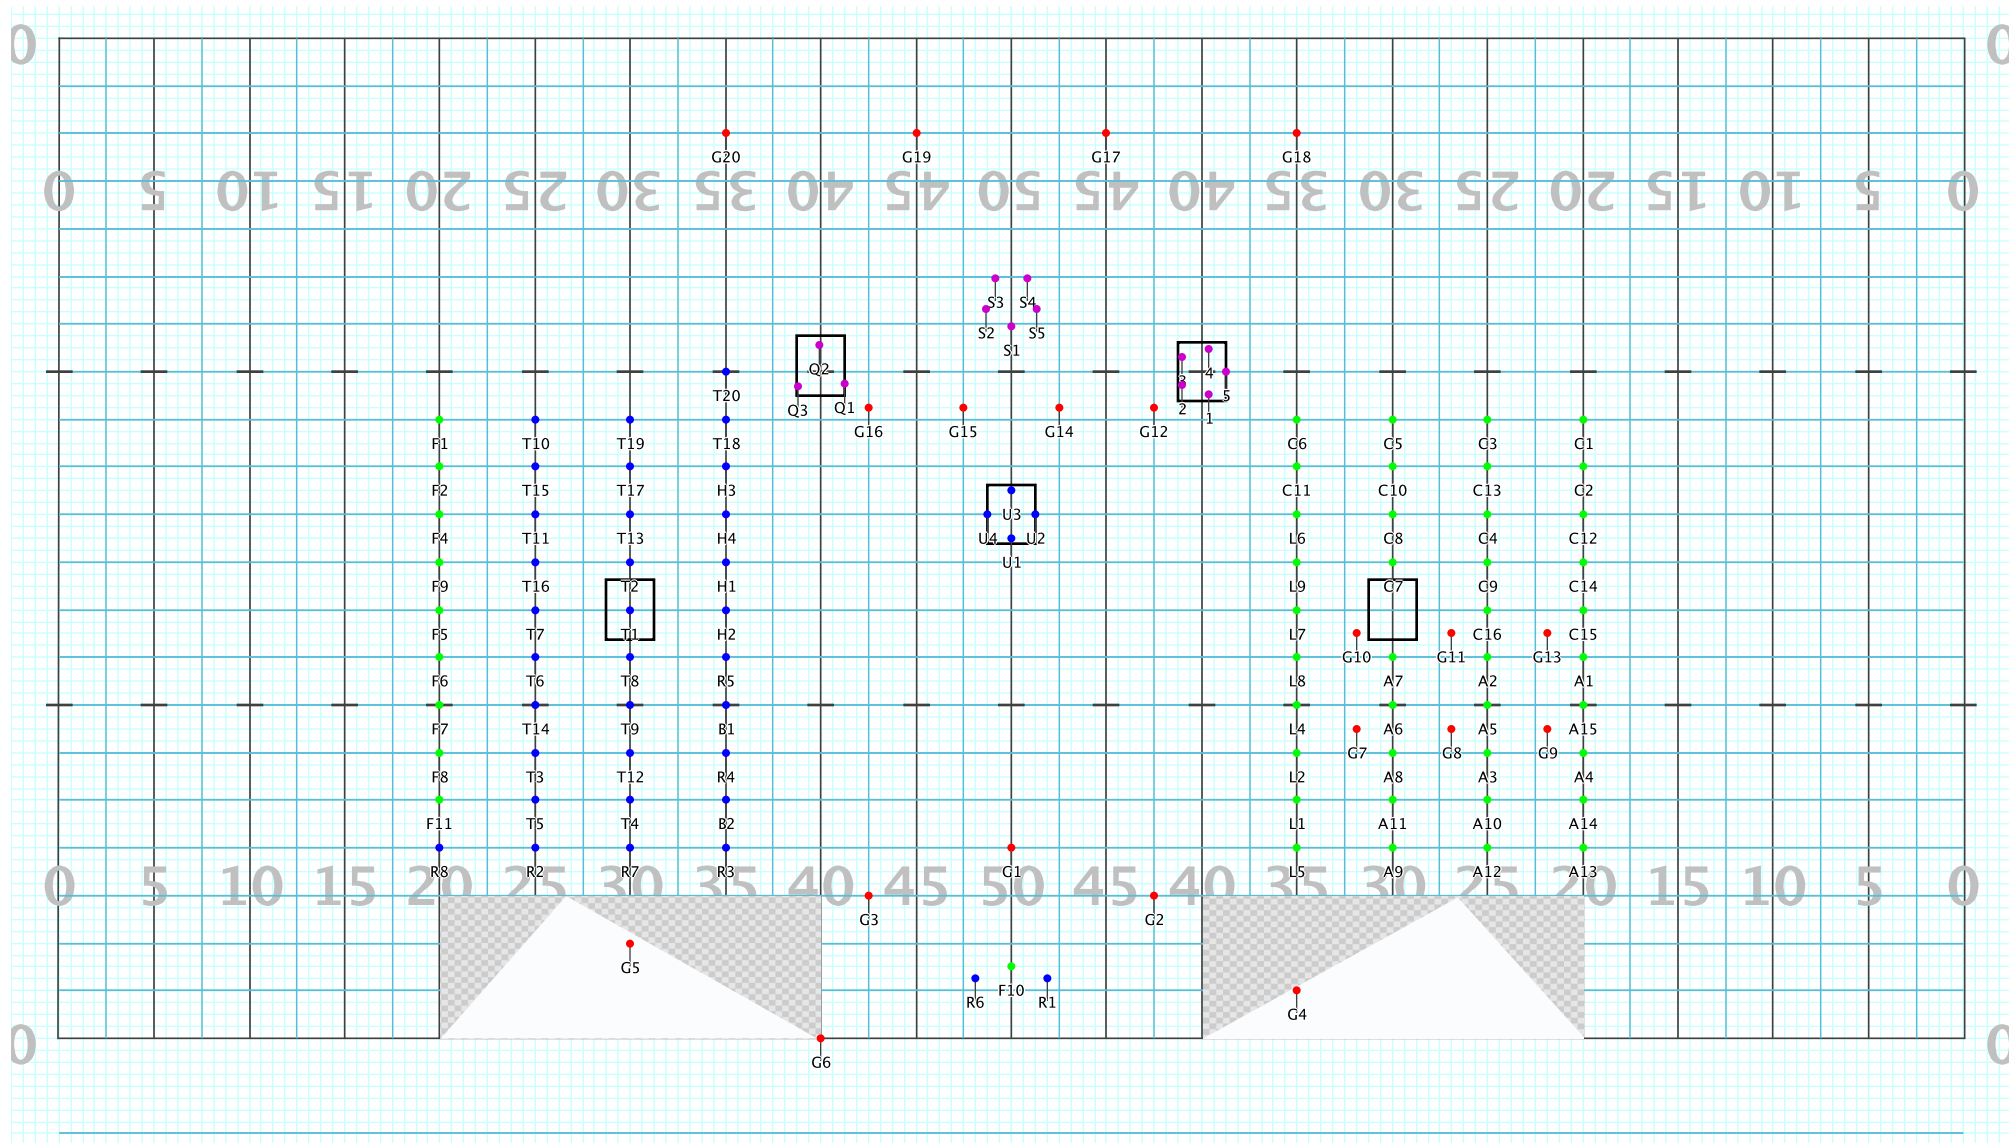 0 0
G20 G19 G17 G18
0 5 10 15 20 25 30 35 40 45 50 45 40 35 30 25 20 15 10 5 0
S3 S4
S2 S5
S1
Q2 3 4
T20 5
Q3 Q1 2 1
G16 G15 G14 G12
F1 T10 T19 T18 C6 C5 C3 C1
F2 T15 T17 H3 C11 C10 C13 C2
U3
F4 T11 T13 H4 U4 U2 L6 C8 C4 C12
U1
F9 T16 T2 H1 L9 C7 C9 C14
F5 T7 T1 H2 L7 C16 C15
G10 G11 G13
F6 T6 T8 R5 L8 A7 A2 A1
F7 T14 T9 B1 L4 A6 A5 A15
G7 G8 G9
F8 T3 T12 R4 L2 A8 A3 A4
F11 T5 T4 B2 L1 A11 A10 A14
R8 R2 R7 R3 G1 L5 A9 A12 A13
0 5 10 15 20 25 30 35 40 45 50 45 40 35 30 25 20 15 10 5 0
G3 G2
G5
F10
R6 R1
G4
0 0
G6